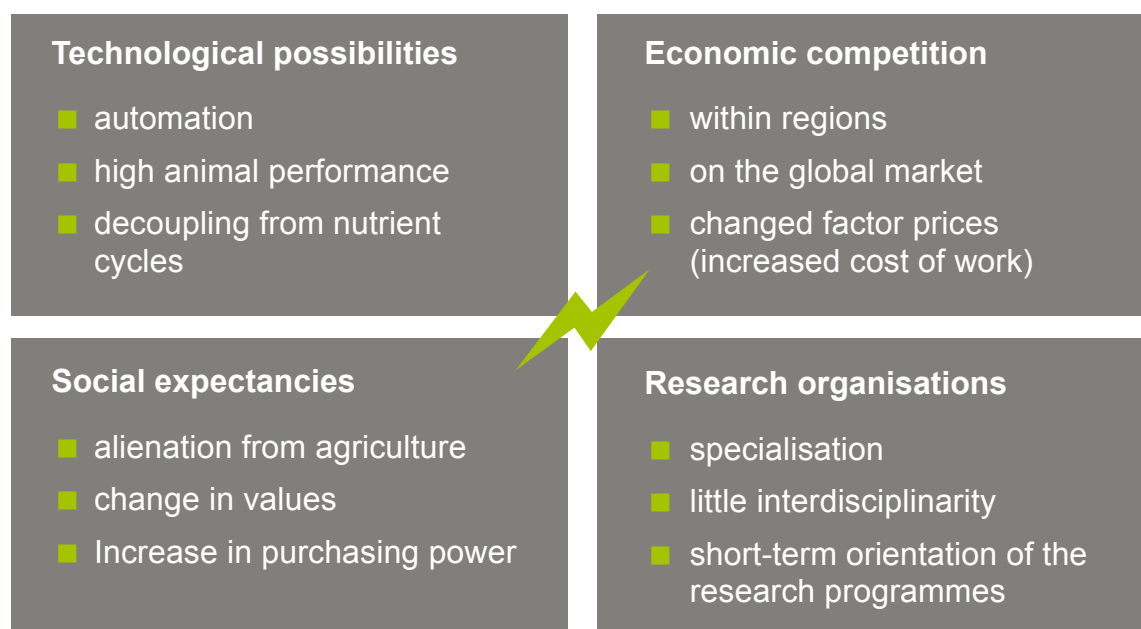 Technological possibilities
automation
high animal performance
decoupling from nutrient
cycles
Economic competition
within regions
on the global market
changed factor prices
(increased cost of work)
Social expectancies
alienation from agriculture
change in values
Increase in purchasing power
Research organisations
specialisation
little interdisciplinarity
short-term orientation of the
research programmes